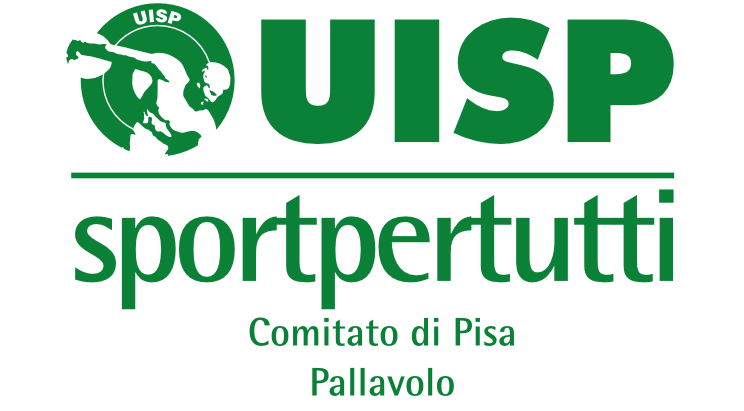 UISP
UISP
sportpertutti
Comitato di Pisa
Pallavolo